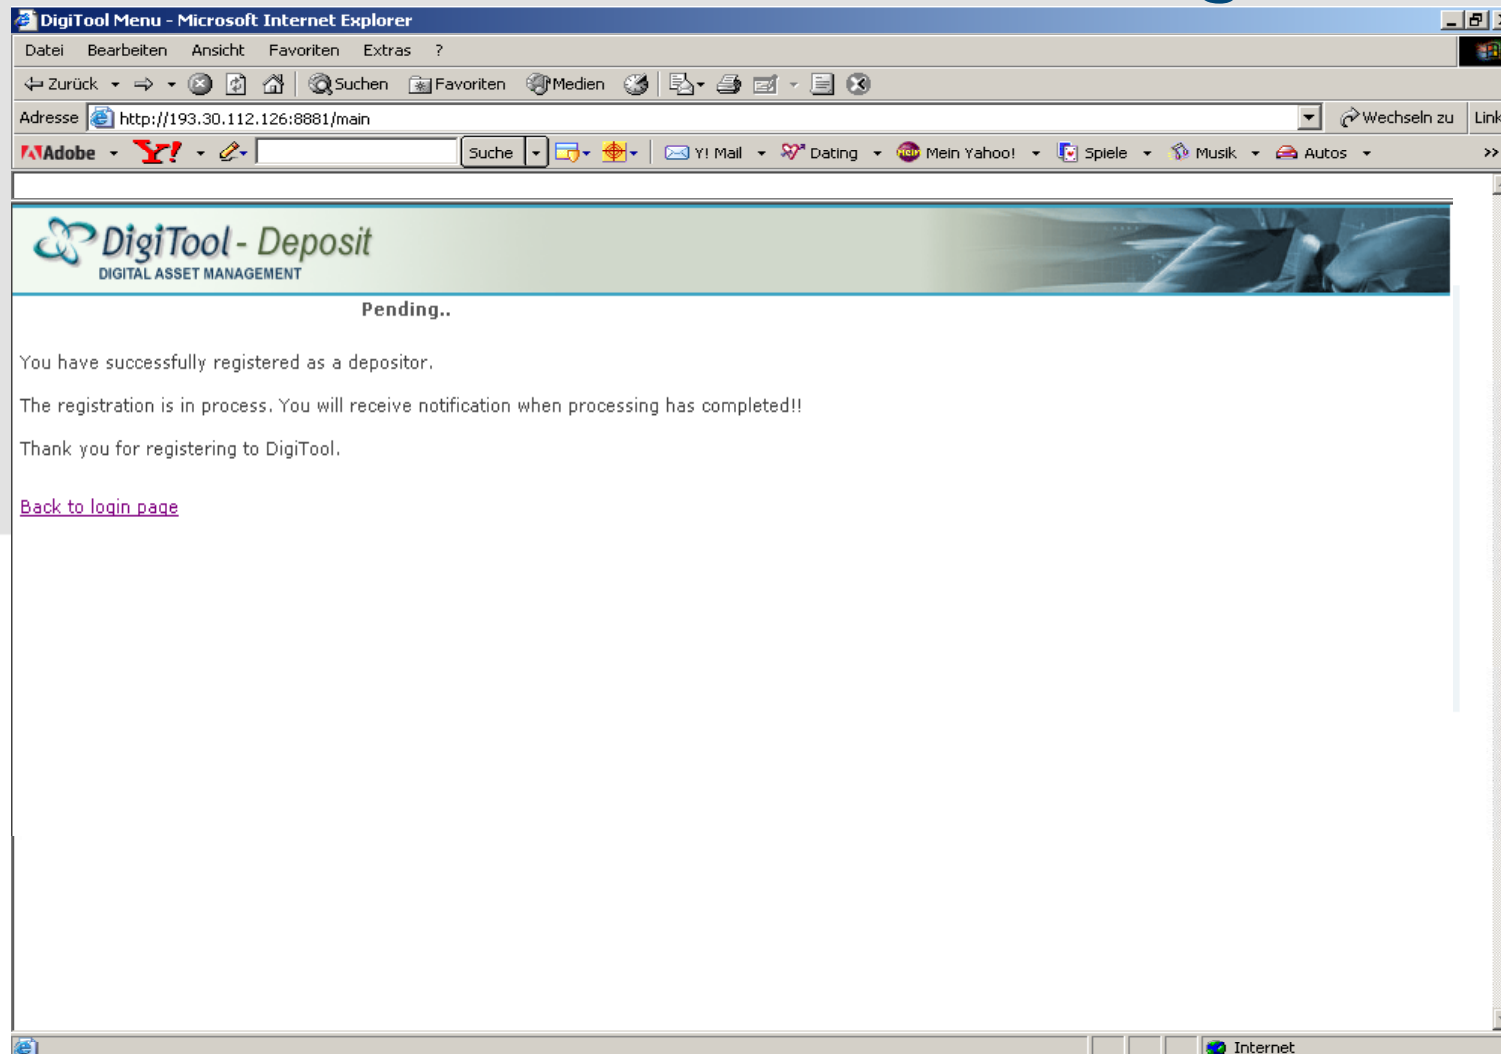 DigiTool Menu - Microsoft Internet Explorer
Datei Bearbeiten Ansicht Favoriten Extras ?
Zurück Suchen Favoriten Medien
Adresse http://193.30.112.126:8881/main Wechseln zu Link
Adobe Y! Suche Y! Mail Dating Mein Yahoo! Spiele Musik Autos »
DigiTool - Deposit
DIGITAL ASSET MANAGEMENT
Pending..
You have successfully registered as a depositor.
The registration is in process. You will receive notification when processing has completed!!
Thank you for registering to DigiTool.
Back to login page
Internet